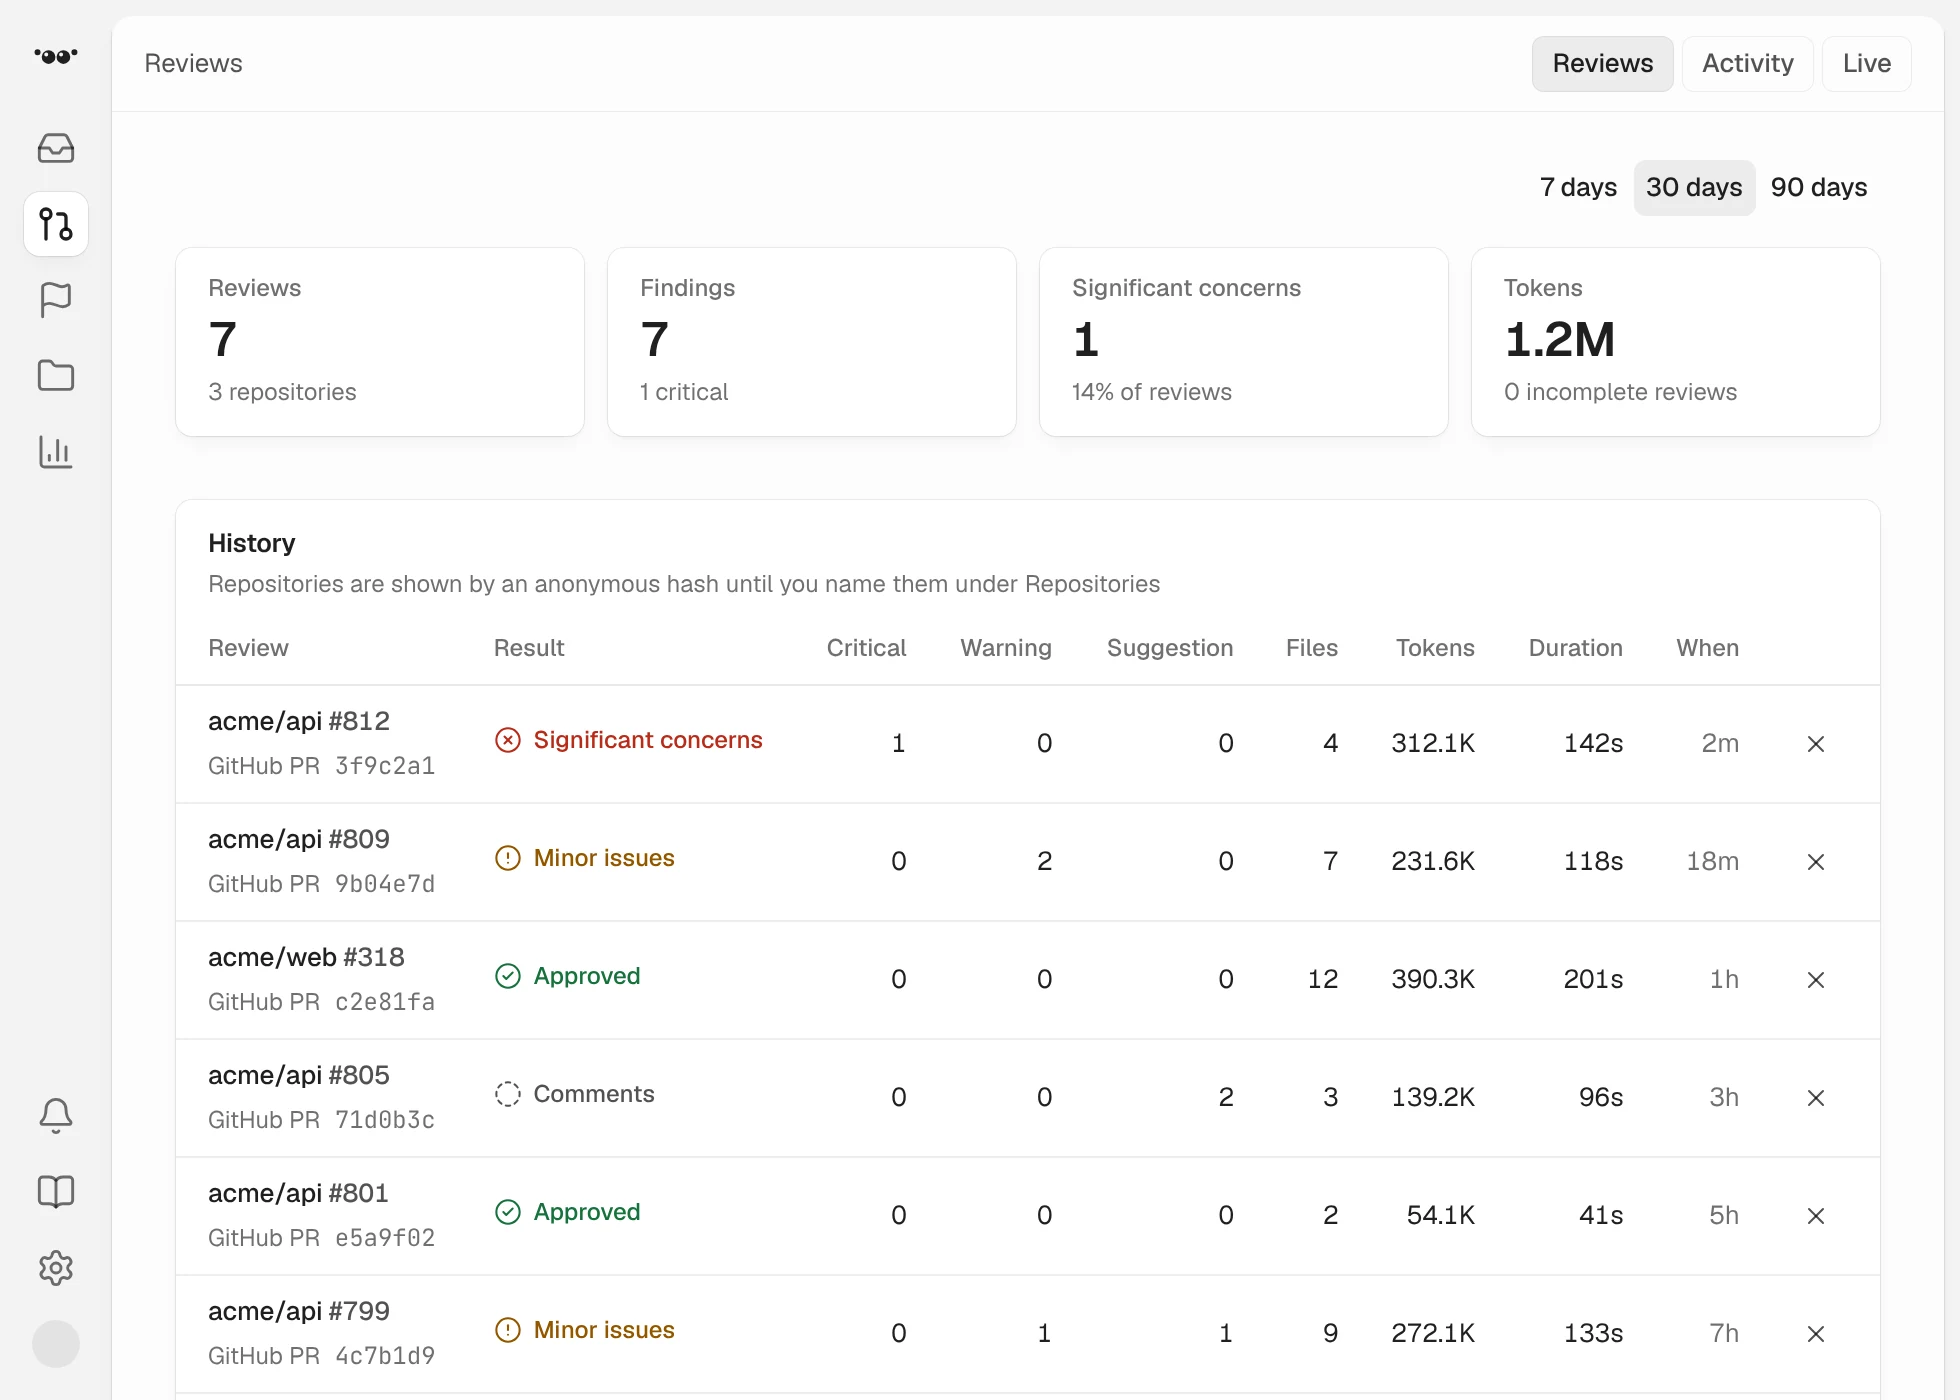 Reviews
Reviews Activity Live
7 days 30 days 90 days
Reviews Findings Significant concerns Tokens
7 7 1 1.2M
3 repositories 1 critical 14% of reviews 0 incomplete reviews
History
Repositories are shown by an anonymous hash until you name them under Repositories
Review Result Critical Warning Suggestion Files Tokens Duration When
acme/api #812 Significant concerns 1 0 0 4 312.1K 142s 2m
GitHub PR 3f9c2a1
acme/api #809 Minor issues 0 2 0 7 231.6K 118s 18m
GitHub PR 9b04e7d
acme/web #318 Approved 0 0 0 12 390.3K 201s 1h
GitHub PR c2e81fa
acme/api #805 Comments 0 0 2 3 139.2K 96s 3h
GitHub PR 71d0b3c
acme/api #801 Approved 0 0 0 2 54.1K 41s 5h
GitHub PR e5a9f02
acme/api #799 Minor issues 0 1 1 9 272.1K 133s 7h
GitHub PR 4c7b1d9